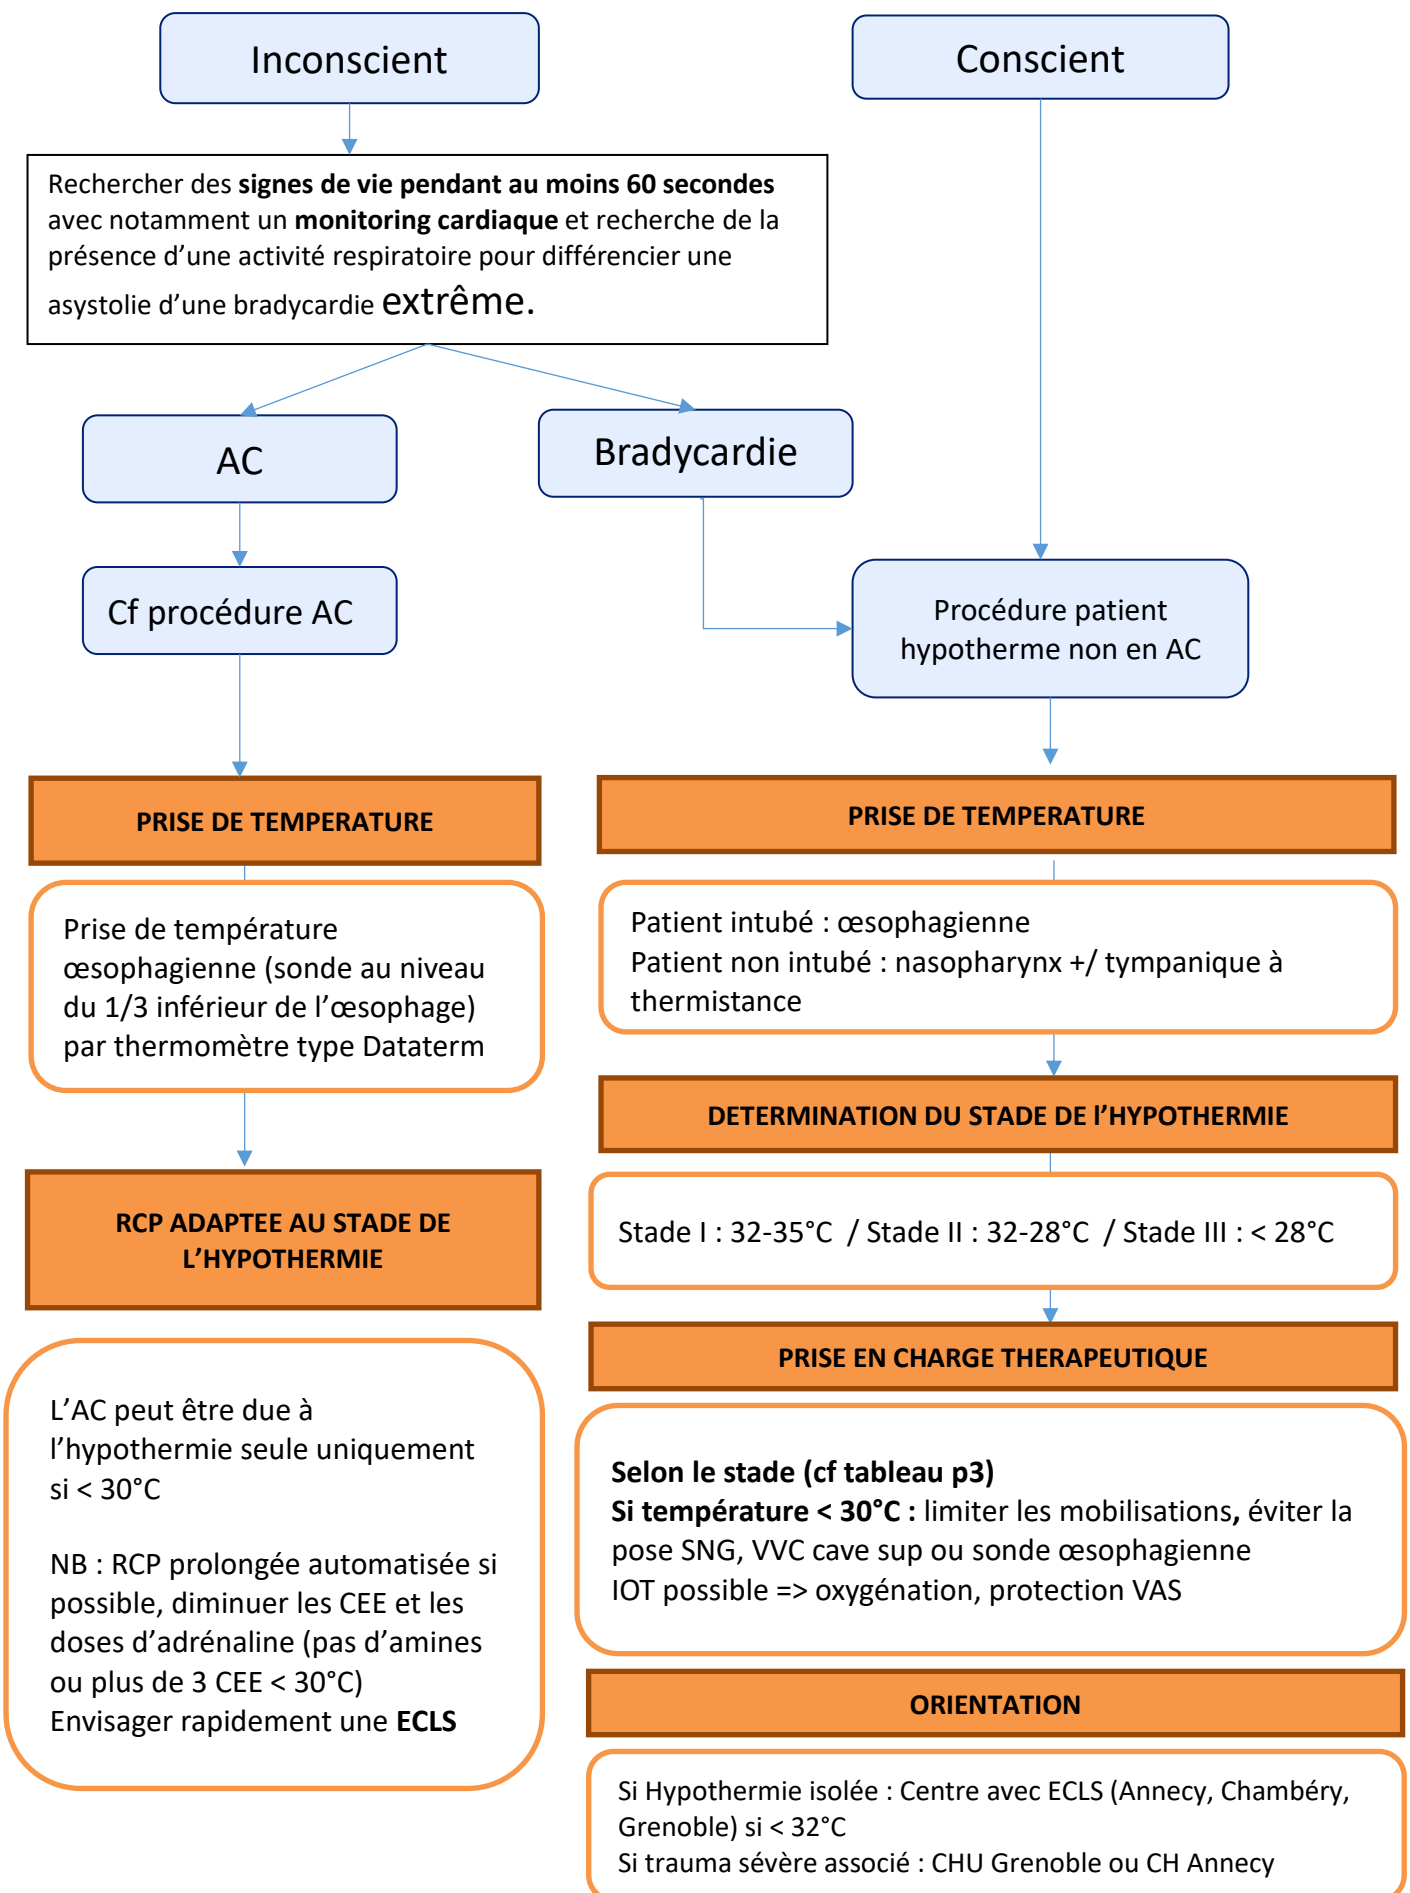 Inconscient
Conscient
Rechercher des signes de vie pendant au moins 60 secondes
avec notamment un monitoring cardiaque et recherche de la
présence d’une activité respiratoire pour différencier une
asystolie d’une bradycardie extrême.
AC
Bradycardie
Cf procédure AC
Procédure patient
hypotherme non en AC
PRISE DE TEMPERATURE
Prise de température
œsophagienne (sonde au niveau
du 1/3 inférieur de l’œsophage)
par thermomètre type Dataterm
RCP ADAPTEE AU STADE DE
L’HYPOTHERMIE
L’AC peut être due à
l’hypothermie seule uniquement
si < 30°C
NB : RCP prolongée automatisée si
possible, diminuer les CEE et les
doses d’adrénaline (pas d’amines
ou plus de 3 CEE < 30°C)
Envisager rapidement une ECLS
PRISE DE TEMPERATURE
Patient intubé : œsophagienne
Patient non intubé : nasopharynx +/ tympanique à
thermistance
DETERMINATION DU STADE DE l’HYPOTHERMIE
Stade I : 32-35°C / Stade II : 32-28°C / Stade III : < 28°C
PRISE EN CHARGE THERAPEUTIQUE
Selon le stade (cf tableau p3)
Si température < 30°C : limiter les mobilisations, éviter la
pose SNG, VVC cave sup ou sonde œsophagienne
IOT possible => oxygénation, protection VAS
ORIENTATION
Si Hypothermie isolée : Centre avec ECLS (Annecy, Chambéry,
Grenoble) si < 32°C
Si trauma sévère associé : CHU Grenoble ou CH Annecy